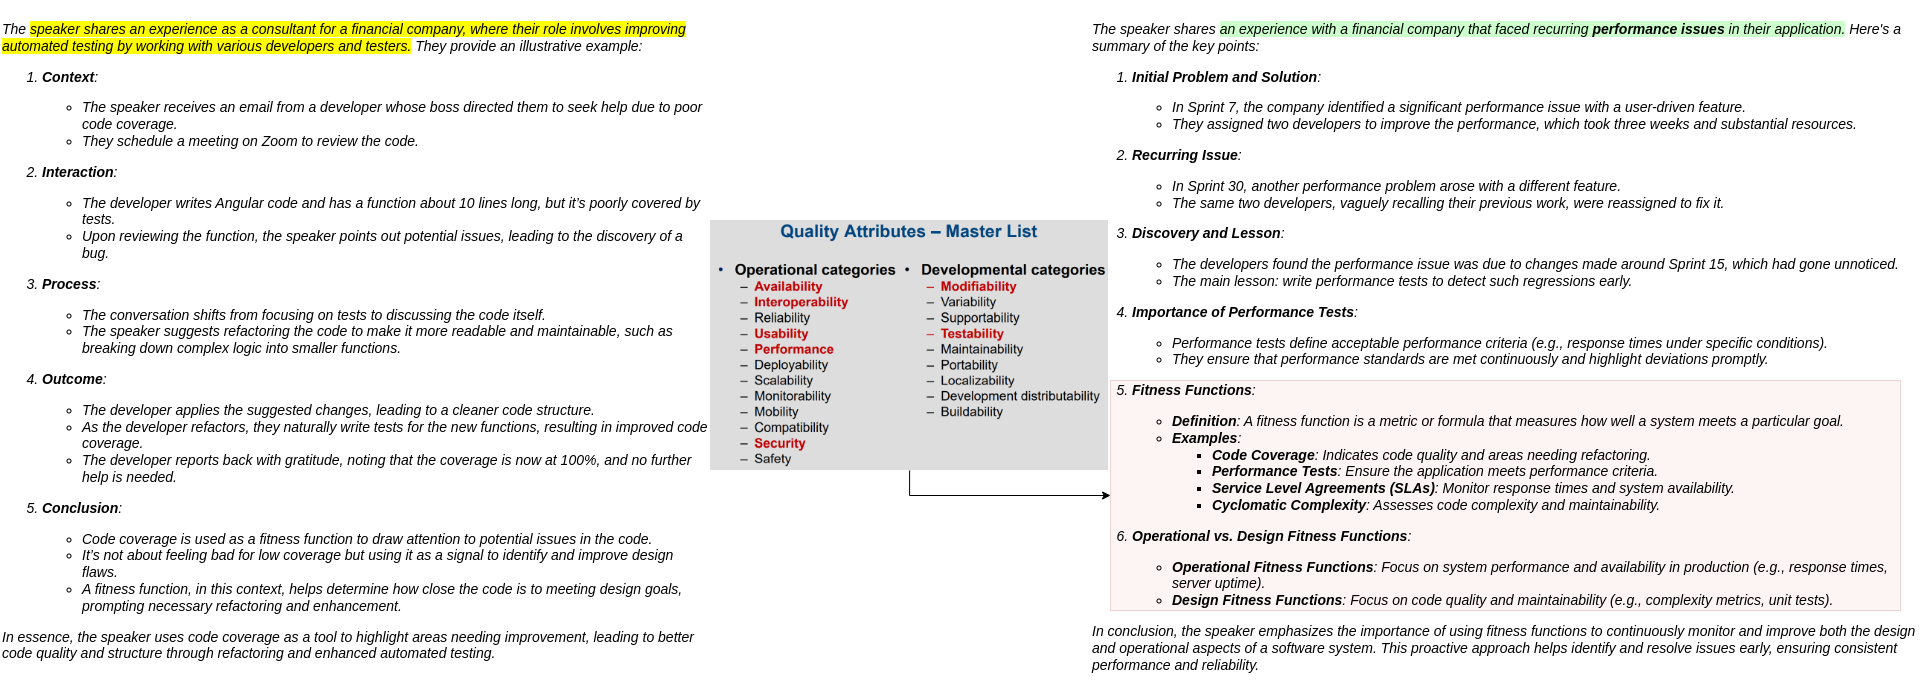 The speaker shares an experience as a consultant for a financial company, where their role involves improving
automated testing by working with various developers and testers. They provide an illustrative example:
1. Context:
◦ The speaker receives an email from a developer whose boss directed them to seek help due to poor
code coverage.
◦ They schedule a meeting on Zoom to review the code.
2. Interaction:
◦ The developer writes Angular code and has a function about 10 lines long, but it's poorly covered by
tests.
◦ Upon reviewing the function, the speaker points out potential issues, leading to the discovery of a
bug.
3. Process:
◦ The conversation shifts from focusing on tests to discussing the code itself.
◦ The speaker suggests refactoring the code to make it more readable and maintainable, such as
breaking down complex logic into smaller functions.
4. Outcome:
◦ The developer applies the suggested changes, leading to a cleaner code structure.
◦ As the developer refactors, they naturally write tests for the new functions, resulting in improved code
coverage.
◦ The developer reports back with gratitude, noting that the coverage is now at 100%, and no further
help is needed.
5. Conclusion:
◦ Code coverage is used as a fitness function to draw attention to potential issues in the code.
◦ It's not about feeling bad for low coverage but using it as a signal to identify and improve design
flaws.
◦ A fitness function, in this context, helps determine how close the code is to meeting design goals,
prompting necessary refactoring and enhancement.
In essence, the speaker uses code coverage as a tool to highlight areas needing improvement, leading to better
code quality and structure through refactoring and enhanced automated testing.
Quality Attributes – Master List
• Operational categories
– Availability
– Interoperability
– Reliability
– Usability
– Performance
– Deployability
– Scalability
– Monitorability
– Mobility
– Compatibility
– Security
– Safety
• Developmental categories
– Modifiability
– Variability
– Supportability
– Testability
– Maintainability
– Portability
– Localizability
– Development distributability
– Buildability
The speaker shares an experience with a financial company that faced recurring performance issues in their application. Here's a
summary of the key points:
1. Initial Problem and Solution:
◦ In Sprint 7, the company identified a significant performance issue with a user-driven feature.
◦ They assigned two developers to improve the performance, which took three weeks and substantial resources.
2. Recurring Issue:
◦ In Sprint 30, another performance problem arose with a different feature.
◦ The same two developers, vaguely recalling their previous work, were reassigned to fix it.
3. Discovery and Lesson:
◦ The developers found the performance issue was due to changes made around Sprint 15, which had gone unnoticed.
◦ The main lesson: write performance tests to detect such regressions early.
4. Importance of Performance Tests:
◦ Performance tests define acceptable performance criteria (e.g., response times under specific conditions).
◦ They ensure that performance standards are met continuously and highlight deviations promptly.
5. Fitness Functions:
◦ Definition: A fitness function is a metric or formula that measures how well a system meets a particular goal.
◦ Examples:
▪ Code Coverage: Indicates code quality and areas needing refactoring.
▪ Performance Tests: Ensure the application meets performance criteria.
▪ Service Level Agreements (SLAs): Monitor response times and system availability.
▪ Cyclomatic Complexity: Assesses code complexity and maintainability.
6. Operational vs. Design Fitness Functions:
◦ Operational Fitness Functions: Focus on system performance and availability in production (e.g., response times,
server uptime).
◦ Design Fitness Functions: Focus on code quality and maintainability (e.g., complexity metrics, unit tests).
In conclusion, the speaker emphasizes the importance of using fitness functions to continuously monitor and improve both the design
and operational aspects of a software system. This proactive approach helps identify and resolve issues early, ensuring consistent
performance and reliability.